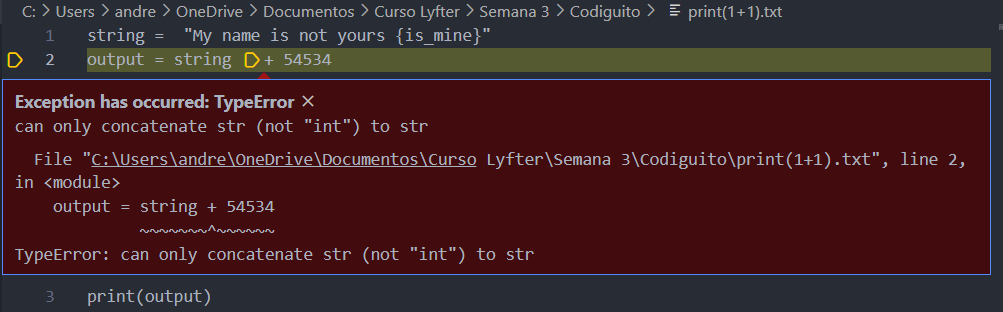 C: > Users > andre > OneDrive > Documentos > Curso Lyfter > Semana 3 > Codiguito > print(1+1).txt
1 string =  "My name is not yours {is_mine}"
2 output = string + 54534
Exception has occurred: TypeError ×
can only concatenate str (not "int") to str
File "C:\Users\andre\OneDrive\Documentos\Curso Lyfter\Semana 3\Codiguito\print(1+1).txt", line 2,
in <module>
output = string + 54534
~~~~~~~^~~~~~~
TypeError: can only concatenate str (not "int") to str
3 print(output)